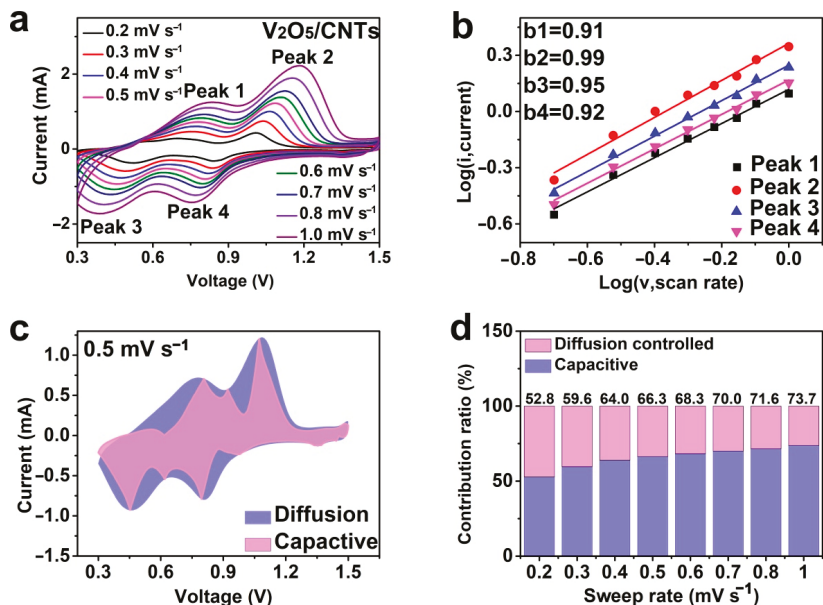 a
V₂O₅/CNTs
0.2 mV s⁻¹
0.3 mV s⁻¹
0.4 mV s⁻¹
0.5 mV s⁻¹
Peak 1
Peak 2
Peak 3
Peak 4
0.6 mV s⁻¹
0.7 mV s⁻¹
0.8 mV s⁻¹
1.0 mV s⁻¹
2
0
−2
Current (mA)
0.3 0.6 0.9 1.2 1.5
Voltage (V)
b
b1=0.91
b2=0.99
b3=0.95
b4=0.92
Peak 1
Peak 2
Peak 3
Peak 4
0.3
0.0
−0.3
−0.6
Log(i,current)
−0.8 −0.6 −0.4 −0.2 0.0
Log(v,scan rate)
c
0.5 mV s⁻¹
Diffusion
Capactive
1.0
0.5
0.0
−0.5
−1.0
−1.5
Current (mA)
0.3 0.6 0.9 1.2 1.5
Voltage (V)
d
Diffusion controlled
Capacitive
52.8 59.6 64.0 66.3 68.3 70.0 71.6 73.7
150
100
50
0
Contribution ratio (%)
0.2 0.3 0.4 0.5 0.6 0.7 0.8 1
Sweep rate (mV s⁻¹)